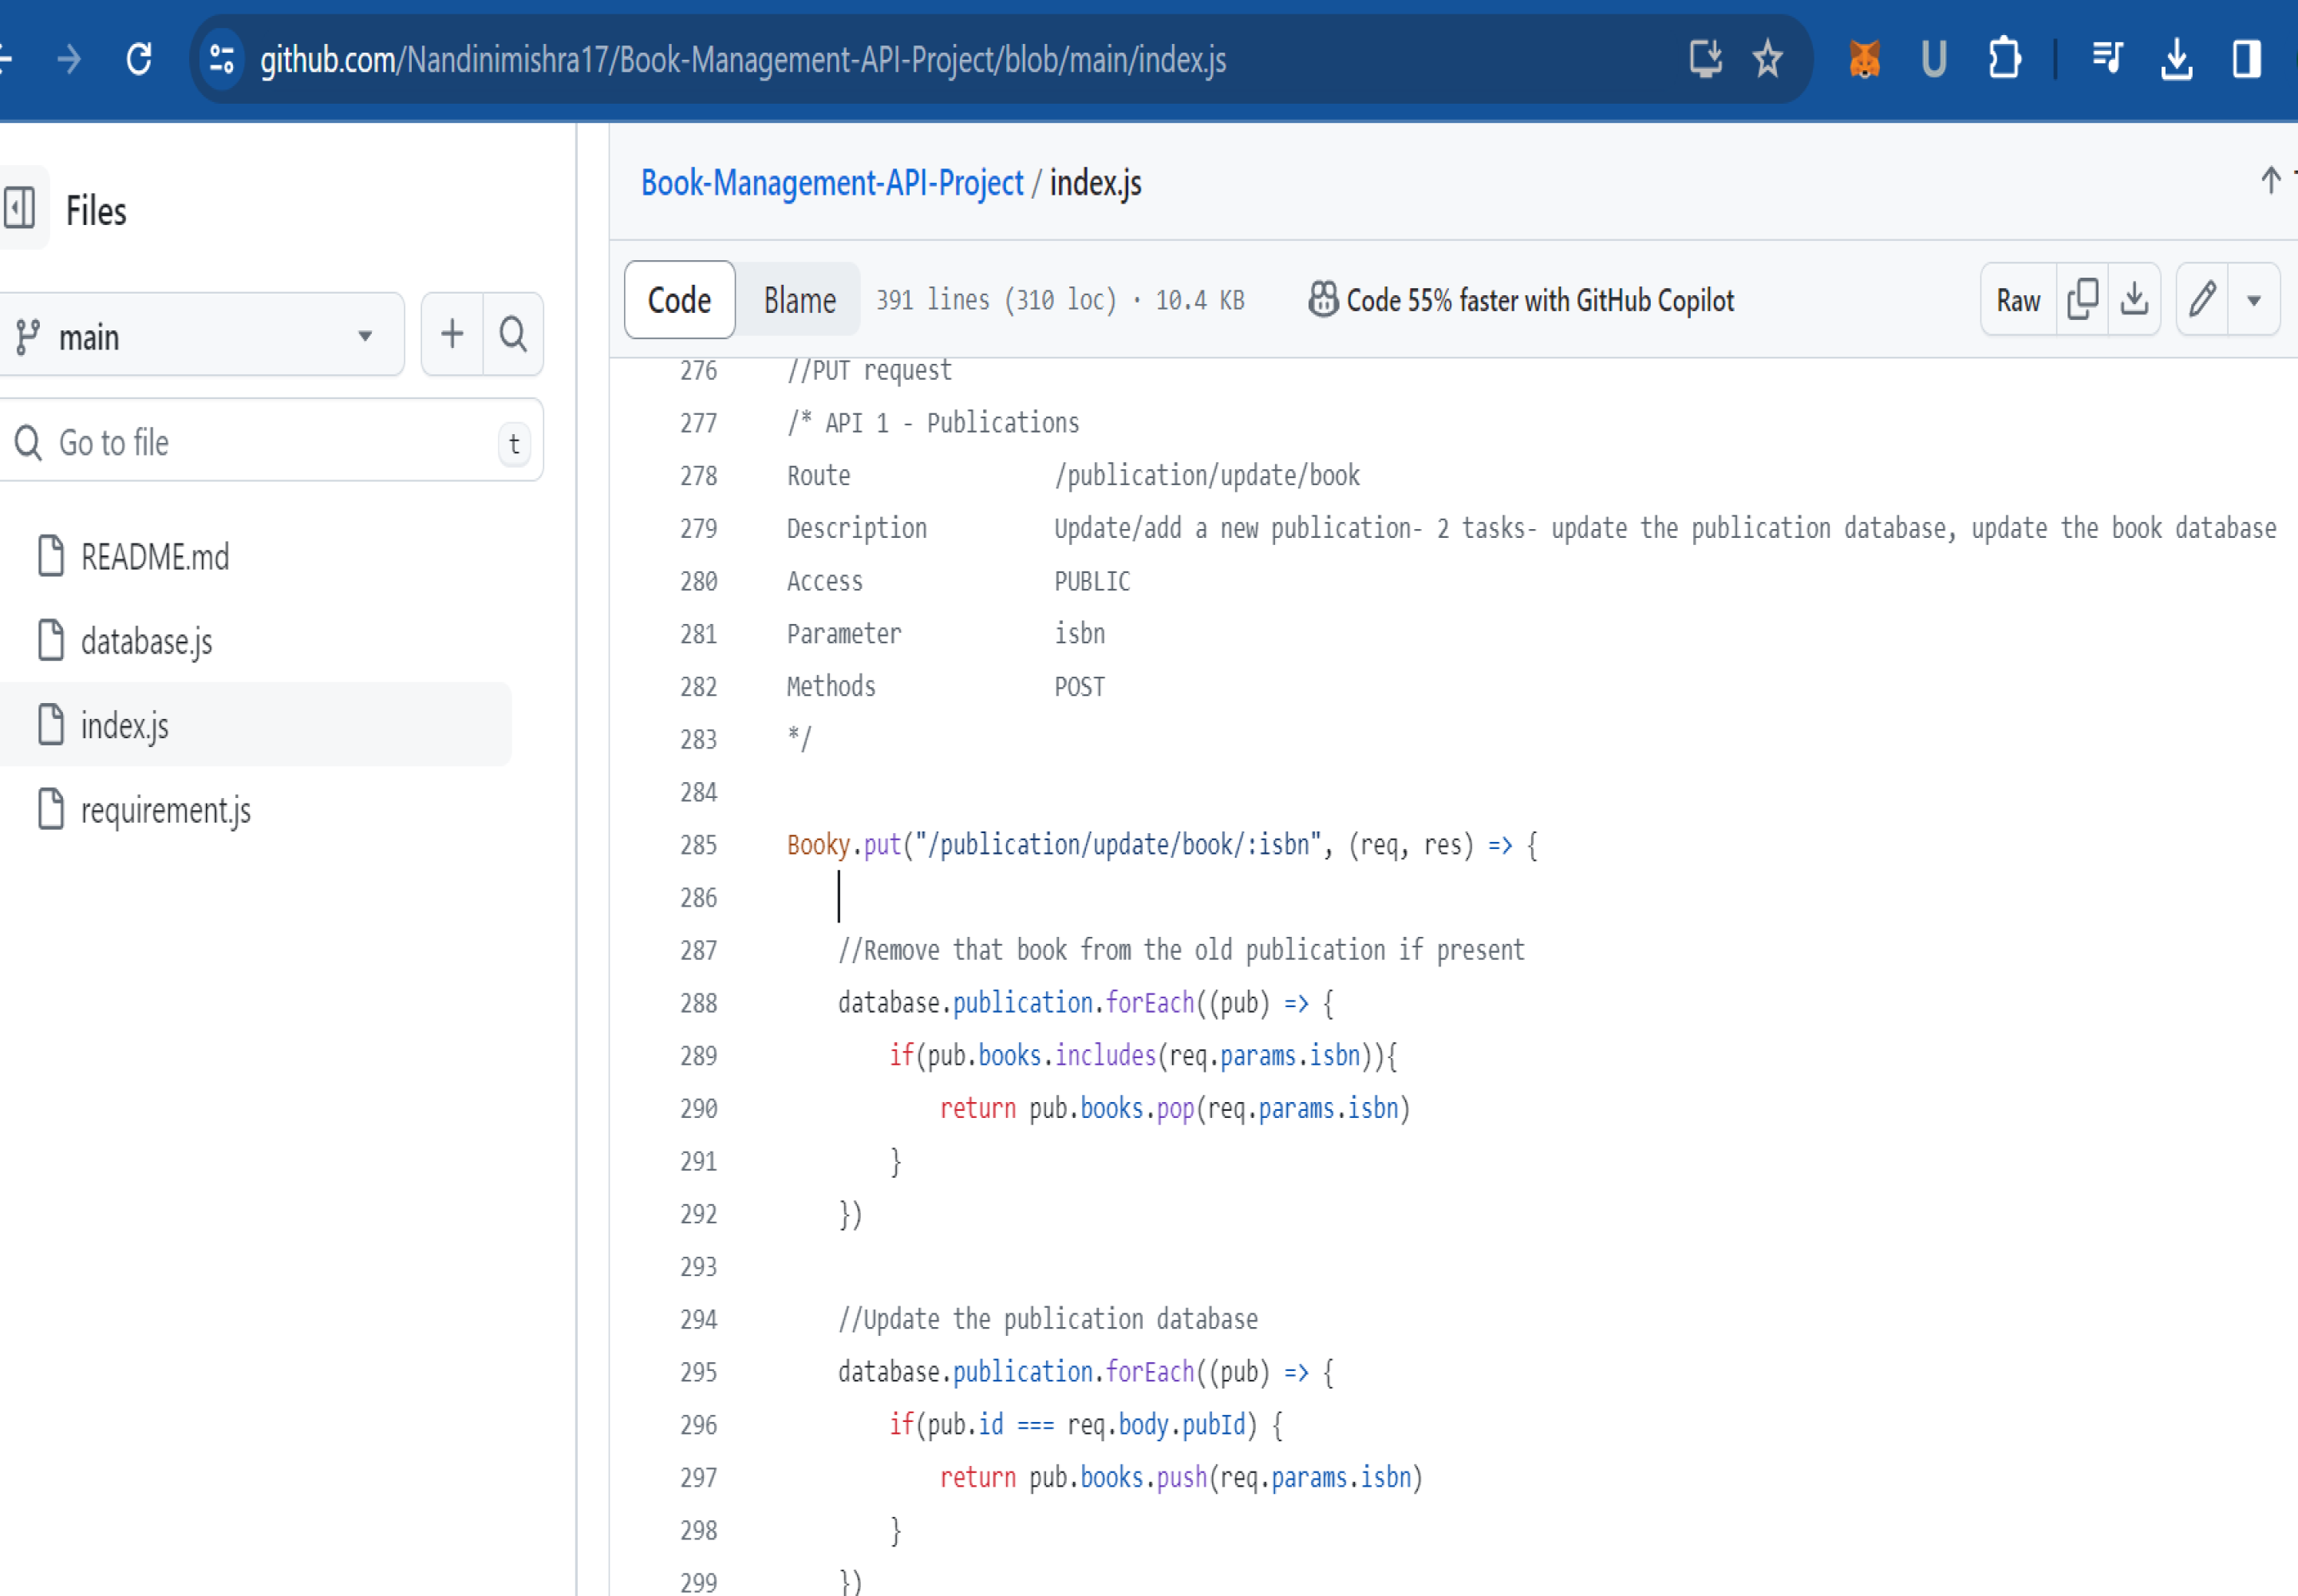 github.com/Nandinimishra17/Book-Management-API-Project/blob/main/index.js
U
Files
main
Go to file
t
README.md
database.js
index.js
requirement.js
Book-Management-API-Project / index.js
Code
Blame
391 lines (310 loc) · 10.4 KB
Code 55% faster with GitHub Copilot
Raw
276 //PUT request
277 /* API 1 - Publications
278 Route /publication/update/book
279 Description Update/add a new publication- 2 tasks- update the publication database, update the book database
280 Access PUBLIC
281 Parameter isbn
282 Methods POST
283 */
284
285 Booky.put("/publication/update/book/:isbn", (req, res) => {
286
287 //Remove that book from the old publication if present
288 database.publication.forEach((pub) => {
289 if(pub.books.includes(req.params.isbn)){
290 return pub.books.pop(req.params.isbn)
291 }
292 })
293
294 //Update the publication database
295 database.publication.forEach((pub) => {
296 if(pub.id === req.body.pubId) {
297 return pub.books.push(req.params.isbn)
298 }
299 })